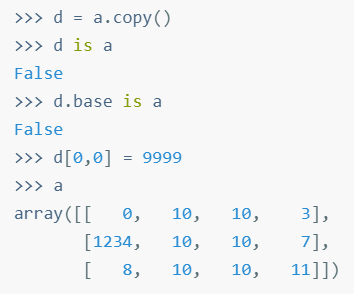 >>> d = a.copy()
>>> d is a
False
>>> d.base is a
False
>>> d[0,0] = 9999
>>> a
array([[   0,   10,   10,    3],
       [1234,   10,   10,    7],
       [   8,   10,   10,   11]])